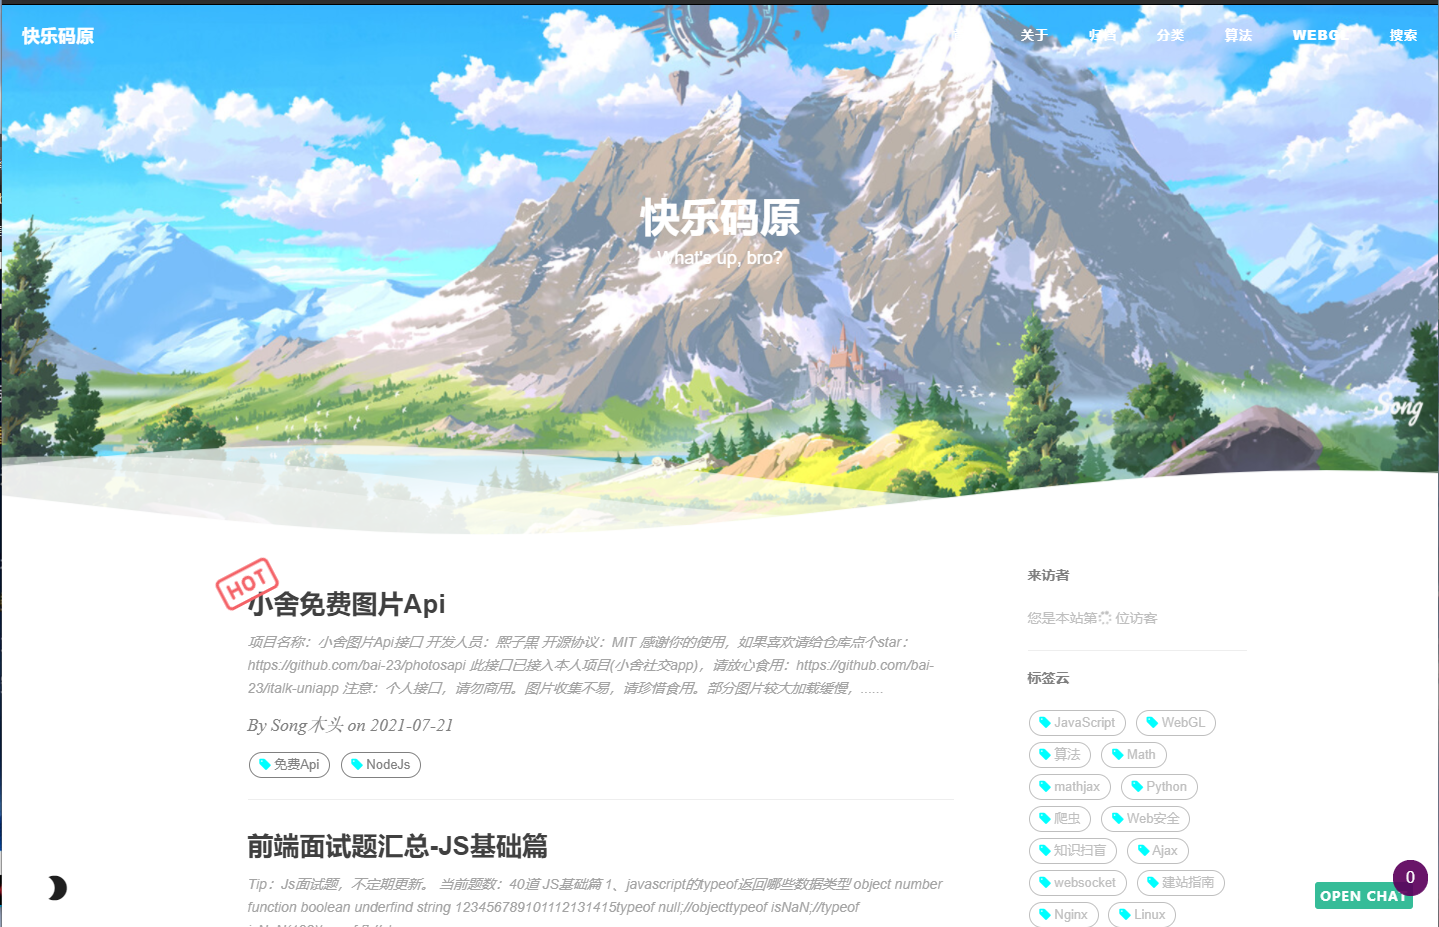 快乐码原
关于 归档 分类 算法 WEBGL 搜索
快乐码原
What's up, bro?
Song
HOT
小舍免费图片Api
项目名称：小舍图片Api接口 开发人员：熙子黑 开源协议：MIT 感谢你的使用，如果喜欢请给仓库点个star：
https://github.com/bai-23/photosapi 此接口已接入本人项目(小舍社交app)，请放心食用：https://github.com/bai-
23/italk-uniapp 注意：个人接口，请勿商用。图片收集不易，请珍惜食用。部分图片较大加载缓慢，......
By Song木头 on 2021-07-21
免费Api NodeJs
前端面试题汇总-JS基础篇
Tip：Js面试题，不定期更新。 当前题数：40道 JS基础篇 1、javascript的typeof返回哪些数据类型 object number
function boolean underfind string 123456789101112131415typeof null;//objecttypeof isNaN;//typeof
来访者
您是本站第 位访客
标签云
JavaScript WebGL
算法 Math
mathjax Python
爬虫 Web安全
知识扫盲 Ajax
websocket 建站指南
Nginx Linux
OPEN CHAT
0